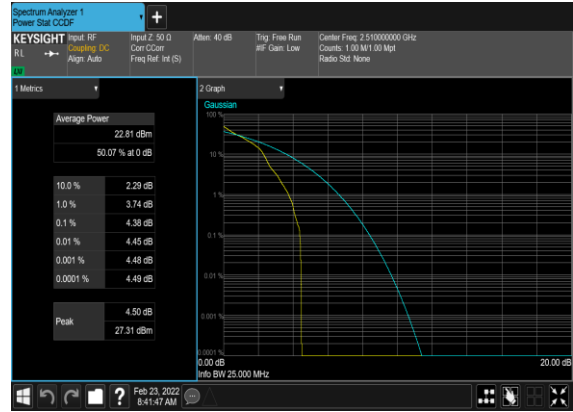 Spectrum Analyzer 1
Power Stat CCDF
KEYSIGHT
R L
LM
Input: RF
Coupling: DC
Align: Auto
Input Z: 50 Ω
Corr CCorr
Freq Ref: Int (S)
Atten: 40 dB
Trig: Free Run
#IF Gain: Low
Center Freq: 2.510000000 GHz
Counts: 1.00 M/1.00 Mpt
Radio Std: None
1 Metrics
Average Power
22.81 dBm
50.07 % at 0 dB
10.0 % 2.29 dB
1.0 % 3.74 dB
0.1 % 4.38 dB
0.01 % 4.45 dB
0.001 % 4.48 dB
0.0001 % 4.49 dB
Peak
4.50 dB
27.31 dBm
2 Graph
Gaussian
100 %
10 %
1 %
0.1 %
0.01 %
0.001 %
0.0001 %
0.00 dB
20.00 dB
Info BW 25.000 MHz
?
Feb 23, 2022
8:41:47 AM